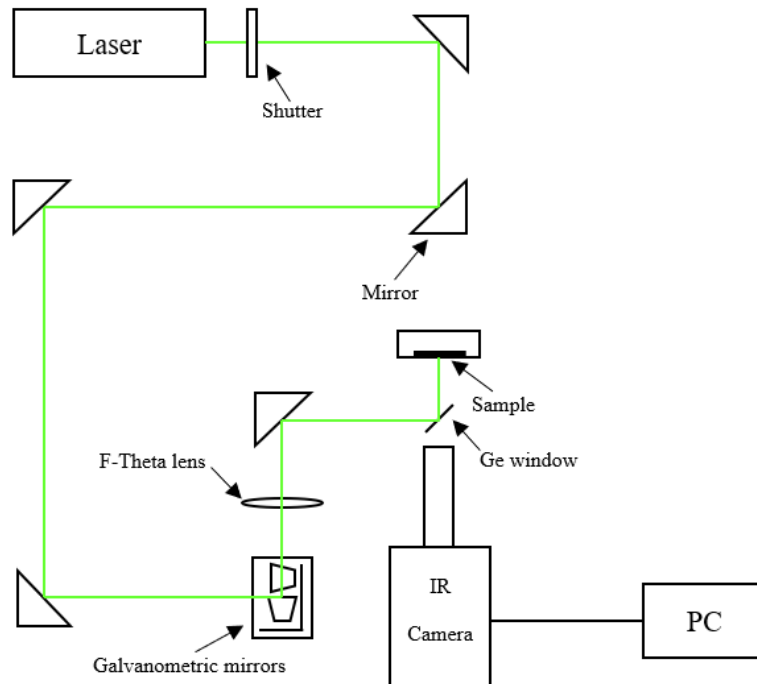 Laser
Shutter
Mirror
Sample
Ge window
F-Theta lens
IR
Camera
PC
Galvanometric mirrors